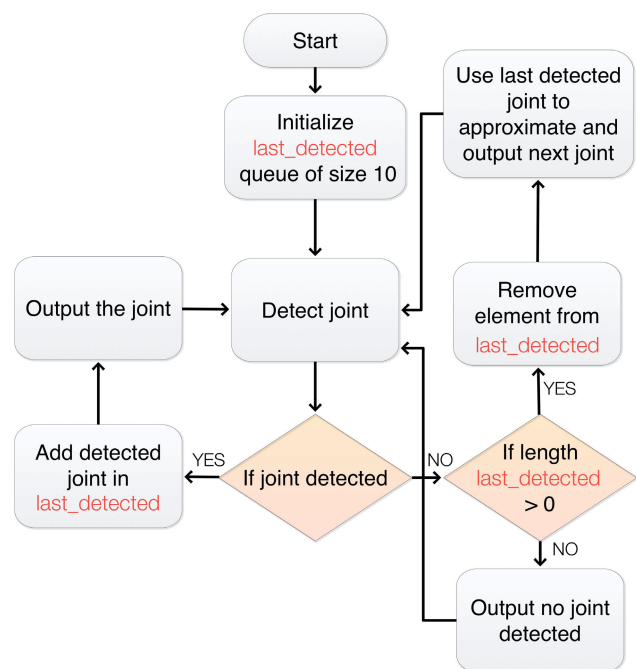 Start
Initialize
last_detected
queue of size 10
Use last detected
joint to
approximate and
output next joint
Output the joint
Detect joint
Remove
element from
last_detected
YES
Add detected
joint in
last_detected
YES
If joint detected
NO
If length
last_detected
> 0
NO
Output no joint
detected